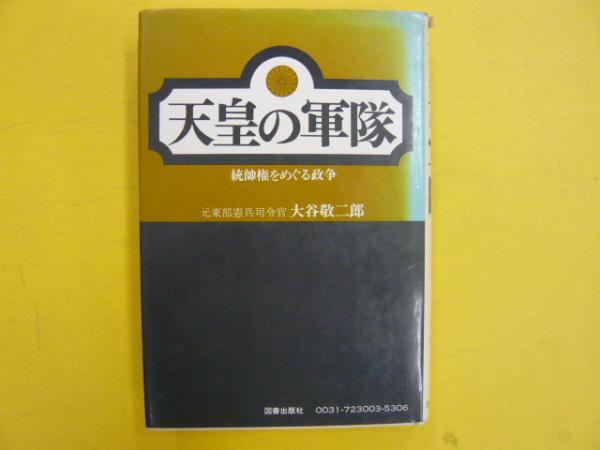 天皇の軍隊
統帥権をめぐる政争
元東部憲兵司令官 大谷敬二郎
図書出版社 0031-723003-5306